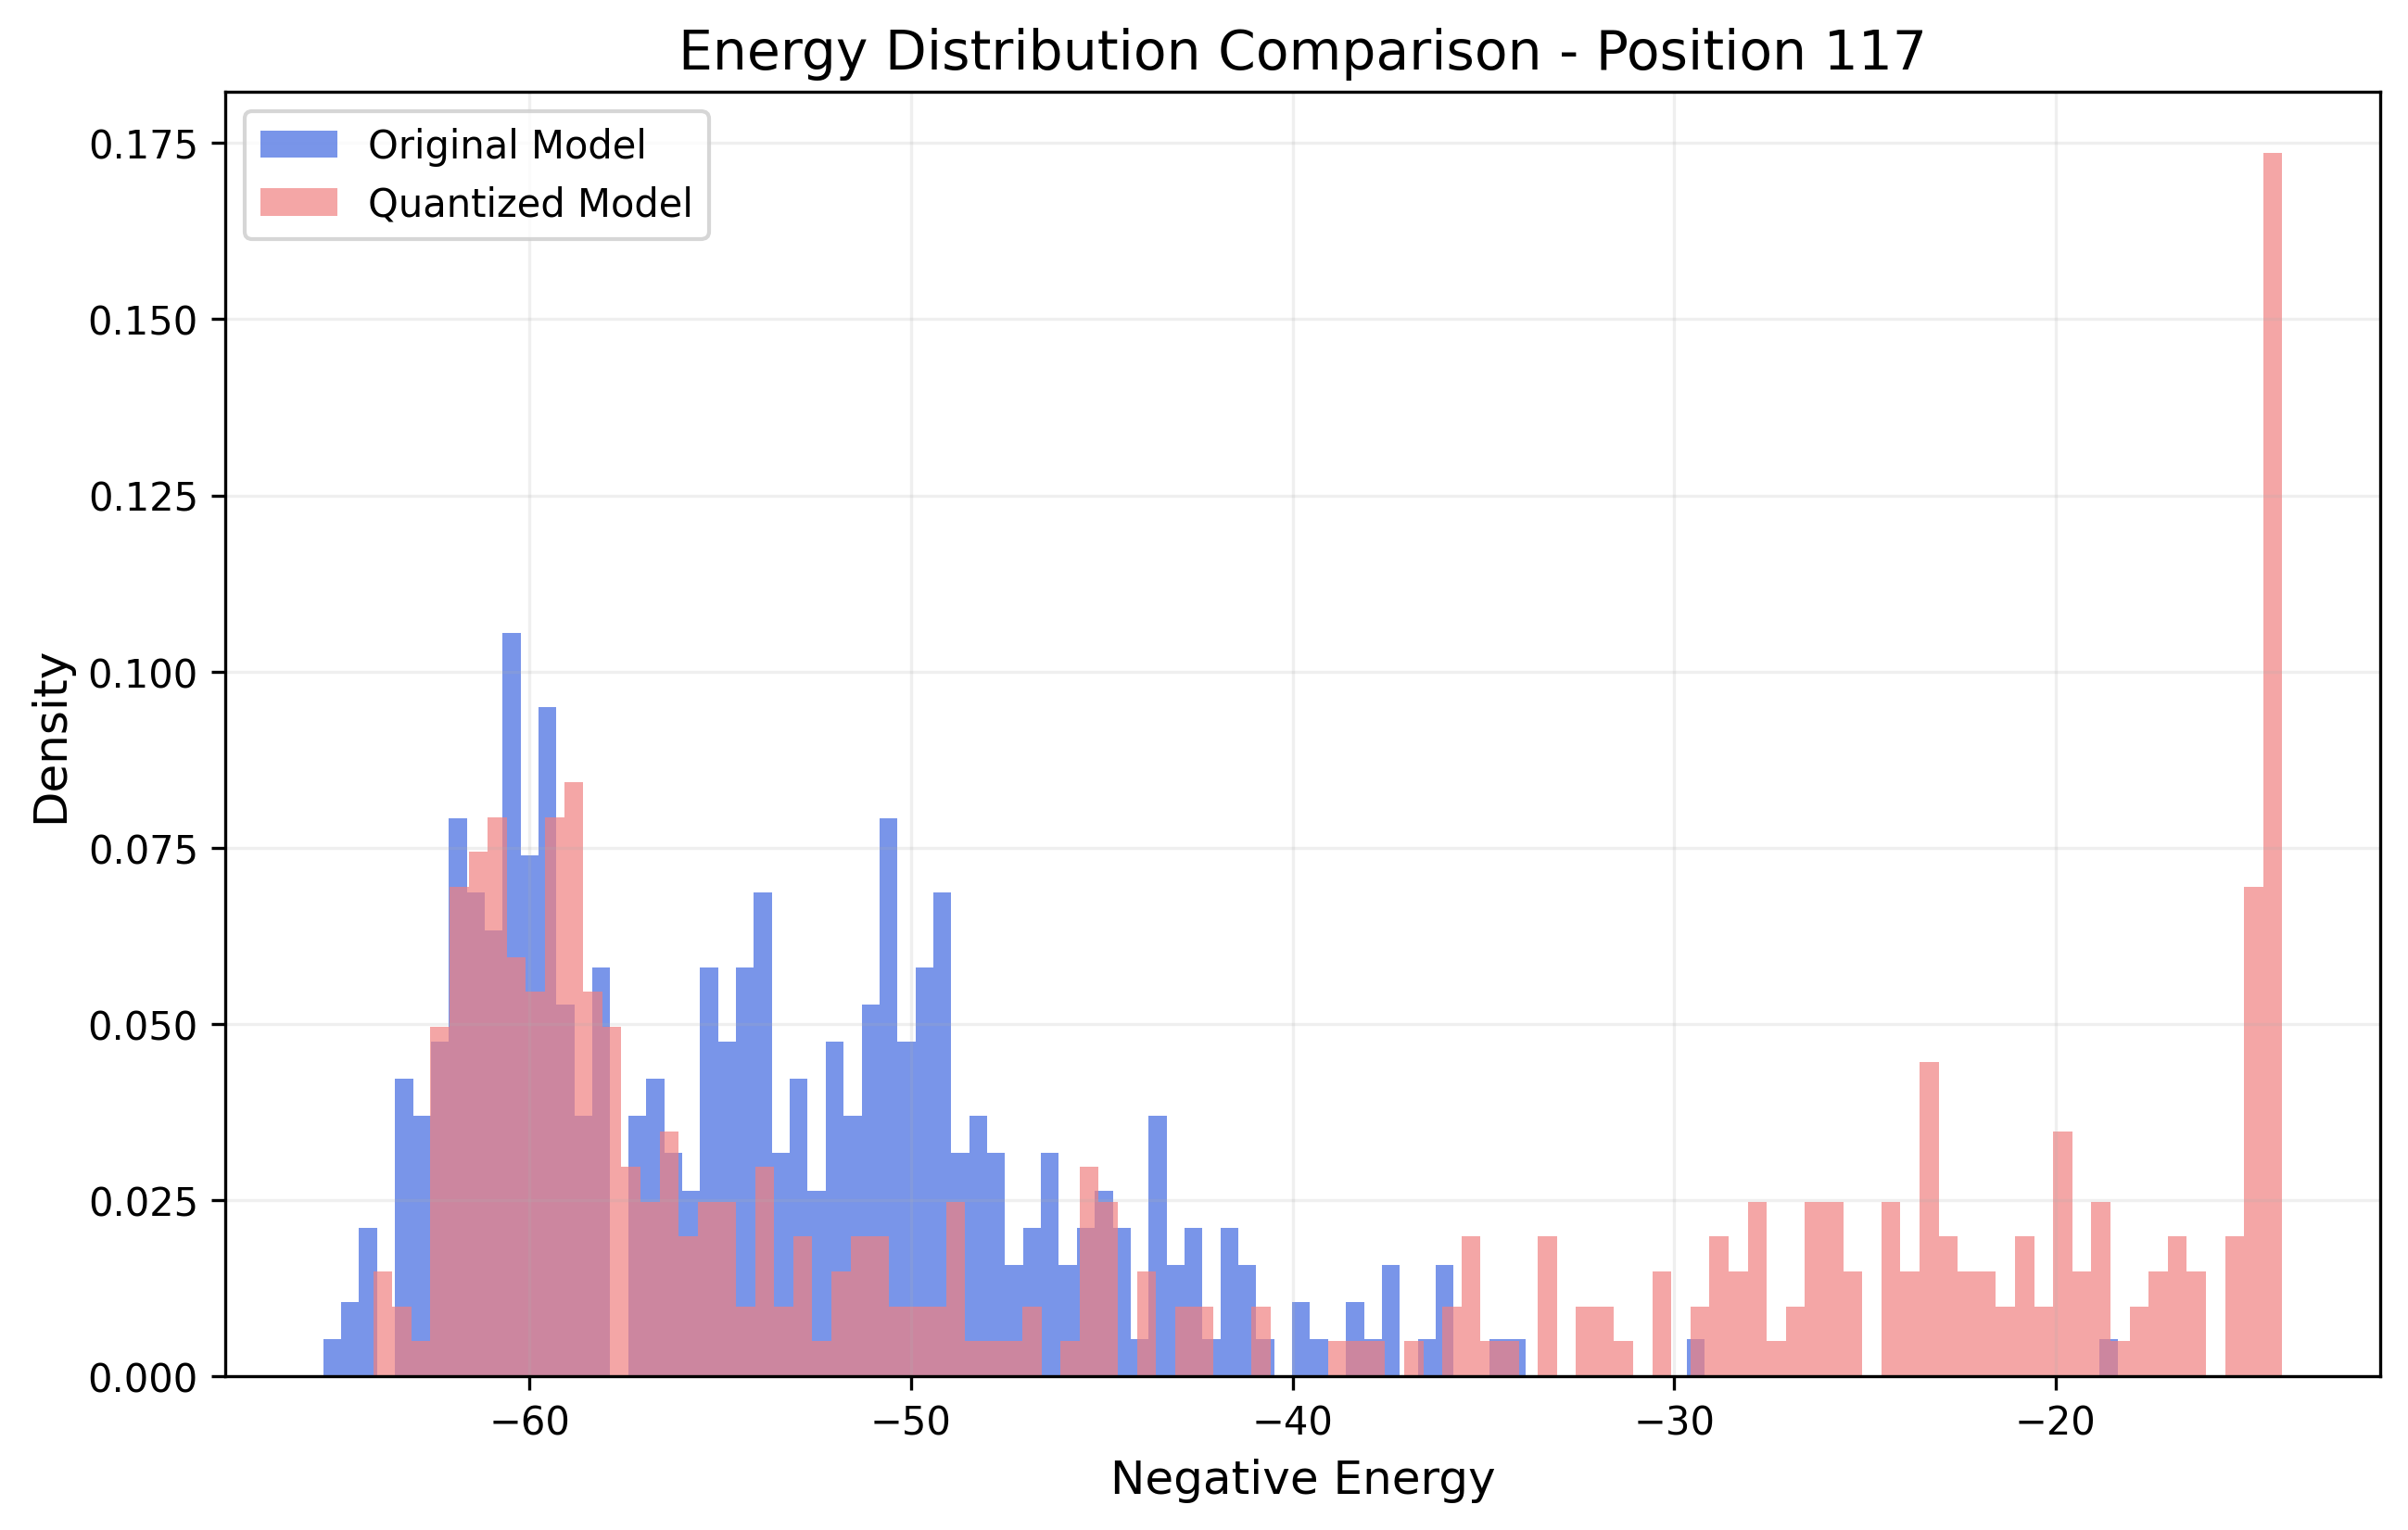 Energy Distribution Comparison - Position 117
Original Model
Quantized Model
0.175
0.150
0.125
0.100
0.075
0.050
0.025
0.000
Density
−60 −50 −40 −30 −20
Negative Energy